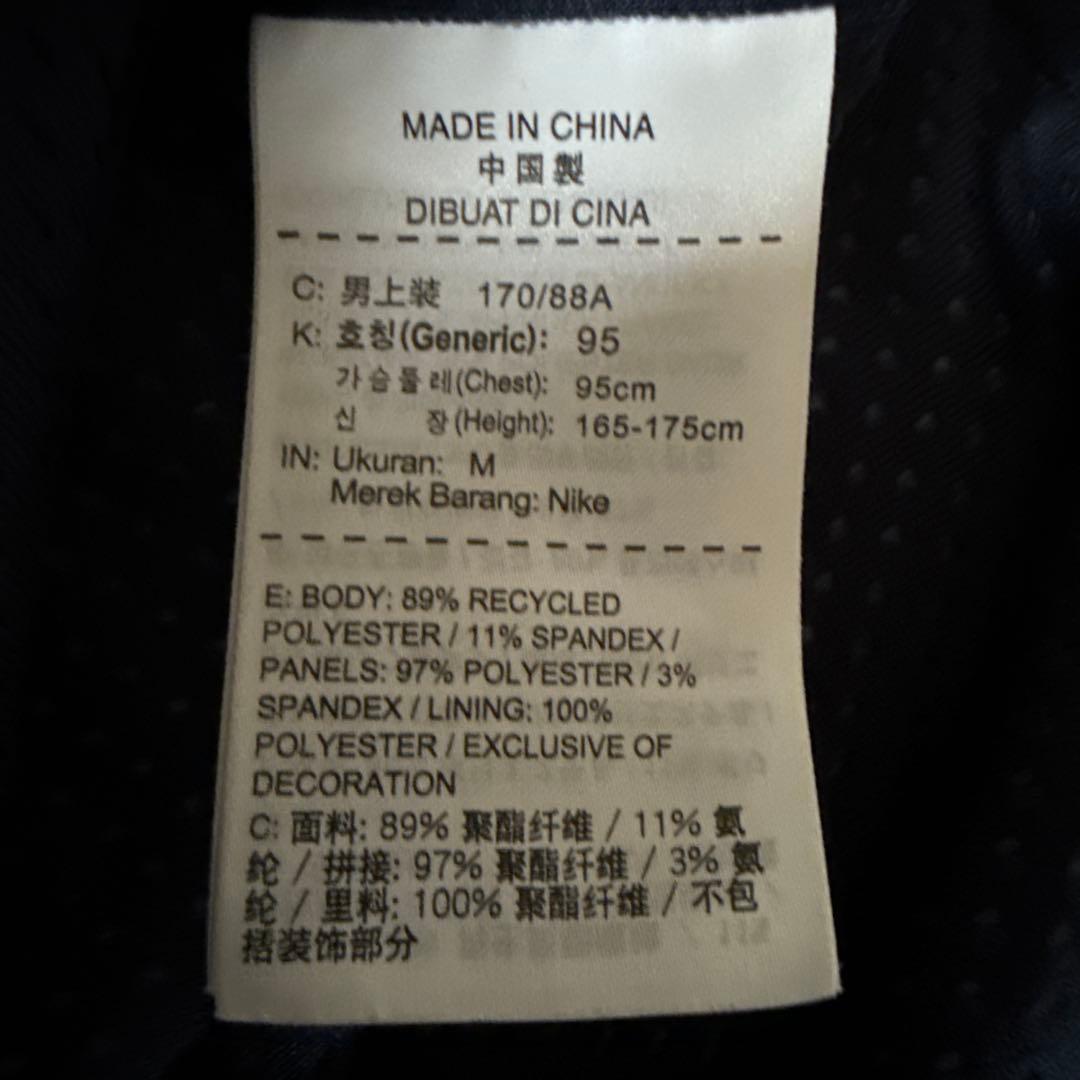 MADE IN CHINA
中国製
DIBUAT DI CINA
C: 男上装 170/88A
K: 호칭(Generic): 95
가슴둘레(Chest): 95cm
신 장(Height): 165-175cm
IN: Ukuran: M
Merek Barang: Nike
E: BODY: 89% RECYCLED
POLYESTER / 11% SPANDEX /
PANELS: 97% POLYESTER / 3%
SPANDEX / LINING: 100%
POLYESTER / EXCLUSIVE OF
DECORATION
C: 面料: 89% 聚酯纤维 / 11% 氨
纶 / 拼接: 97% 聚酯纤维 / 3% 氨
纶 / 里料: 100% 聚酯纤维 / 不包
括装饰部分